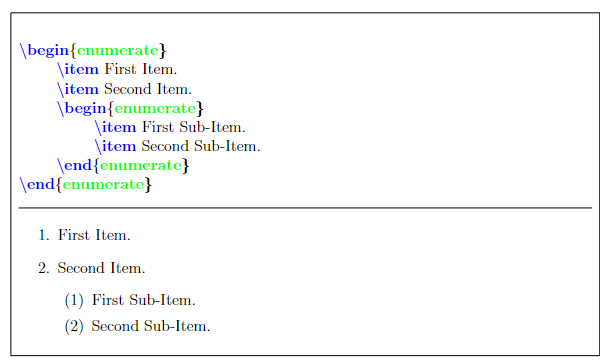 \begin{enumerate}
\item First Item.
\item Second Item.
\begin{enumerate}
\item First Sub-Item.
\item Second Sub-Item.
\end{enumerate}
\end{enumerate}
1. First Item.
2. Second Item.
(1) First Sub-Item.
(2) Second Sub-Item.